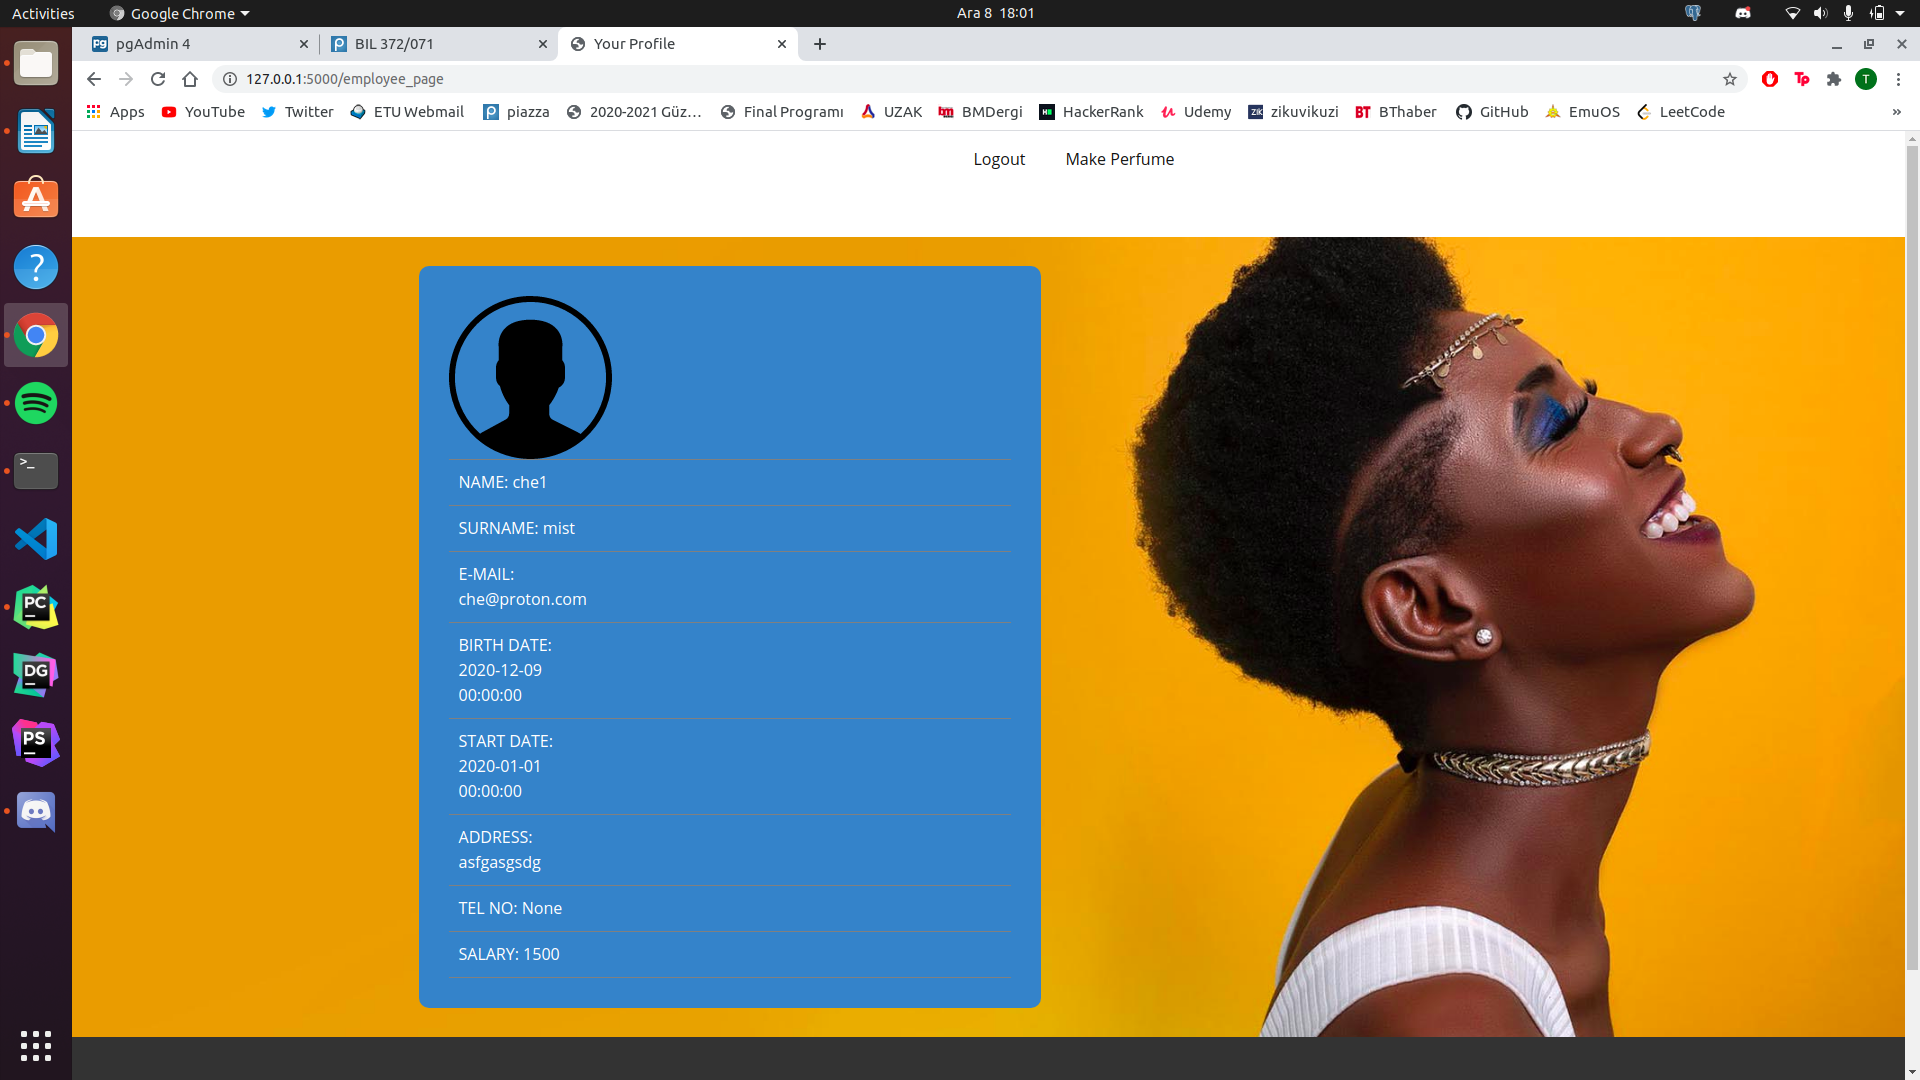 Activities
Google Chrome
Ara 8 18:01
pgAdmin 4
BIL 372/071
Your Profile
127.0.0.1:5000/employee_page
T
Apps
YouTube
Twitter
ETU Webmail
piazza
2020-2021 Güz…
Final Programı
UZAK
BMDergi
HackerRank
Udemy
zikuvikuzi
BThaber
GitHub
EmuOS
LeetCode
»
Logout
Make Perfume
NAME: che1
SURNAME: mist
E-MAIL:
che@proton.com
BIRTH DATE:
2020-12-09
00:00:00
START DATE:
2020-01-01
00:00:00
ADDRESS:
asfgasgsdg
TEL NO: None
SALARY: 1500
PC
DG
PS